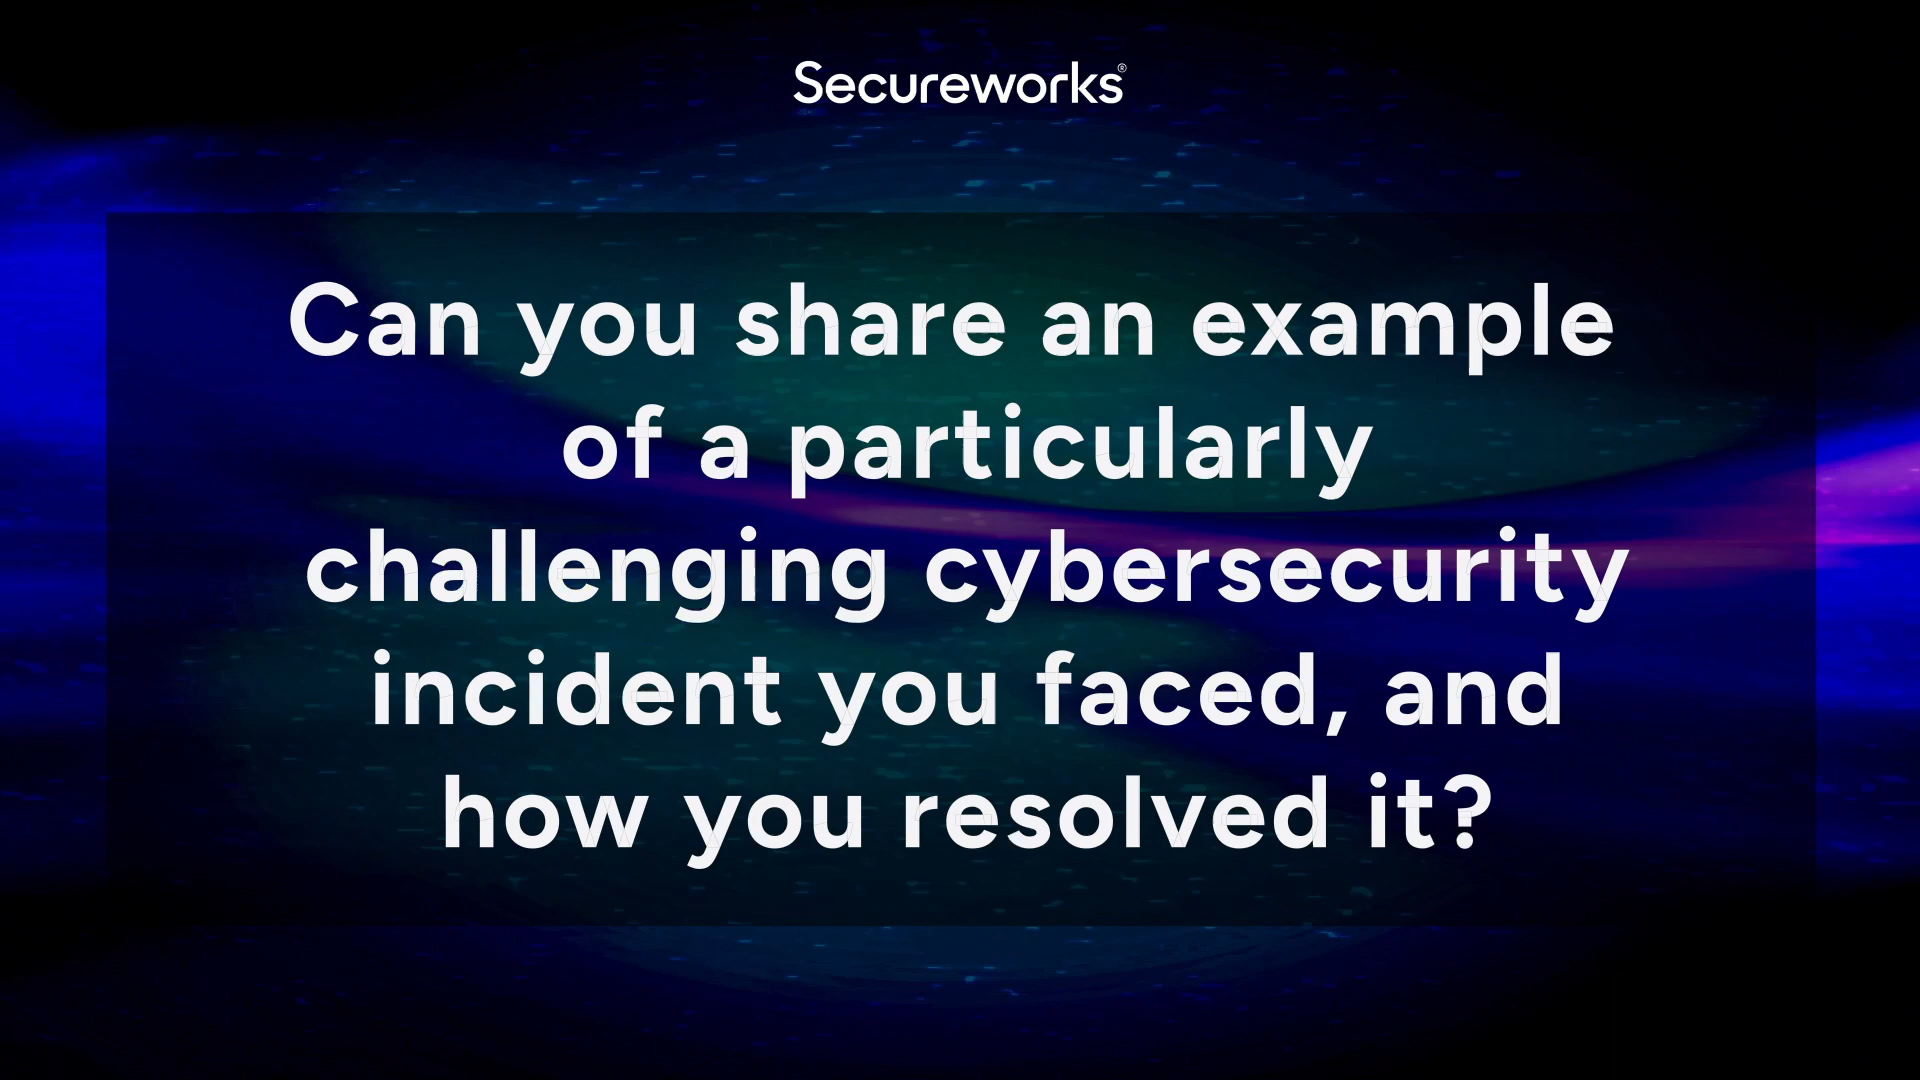 Secureworks®
Can you share an example
of a particularly
challenging cybersecurity
incident you faced, and
how you resolved it?